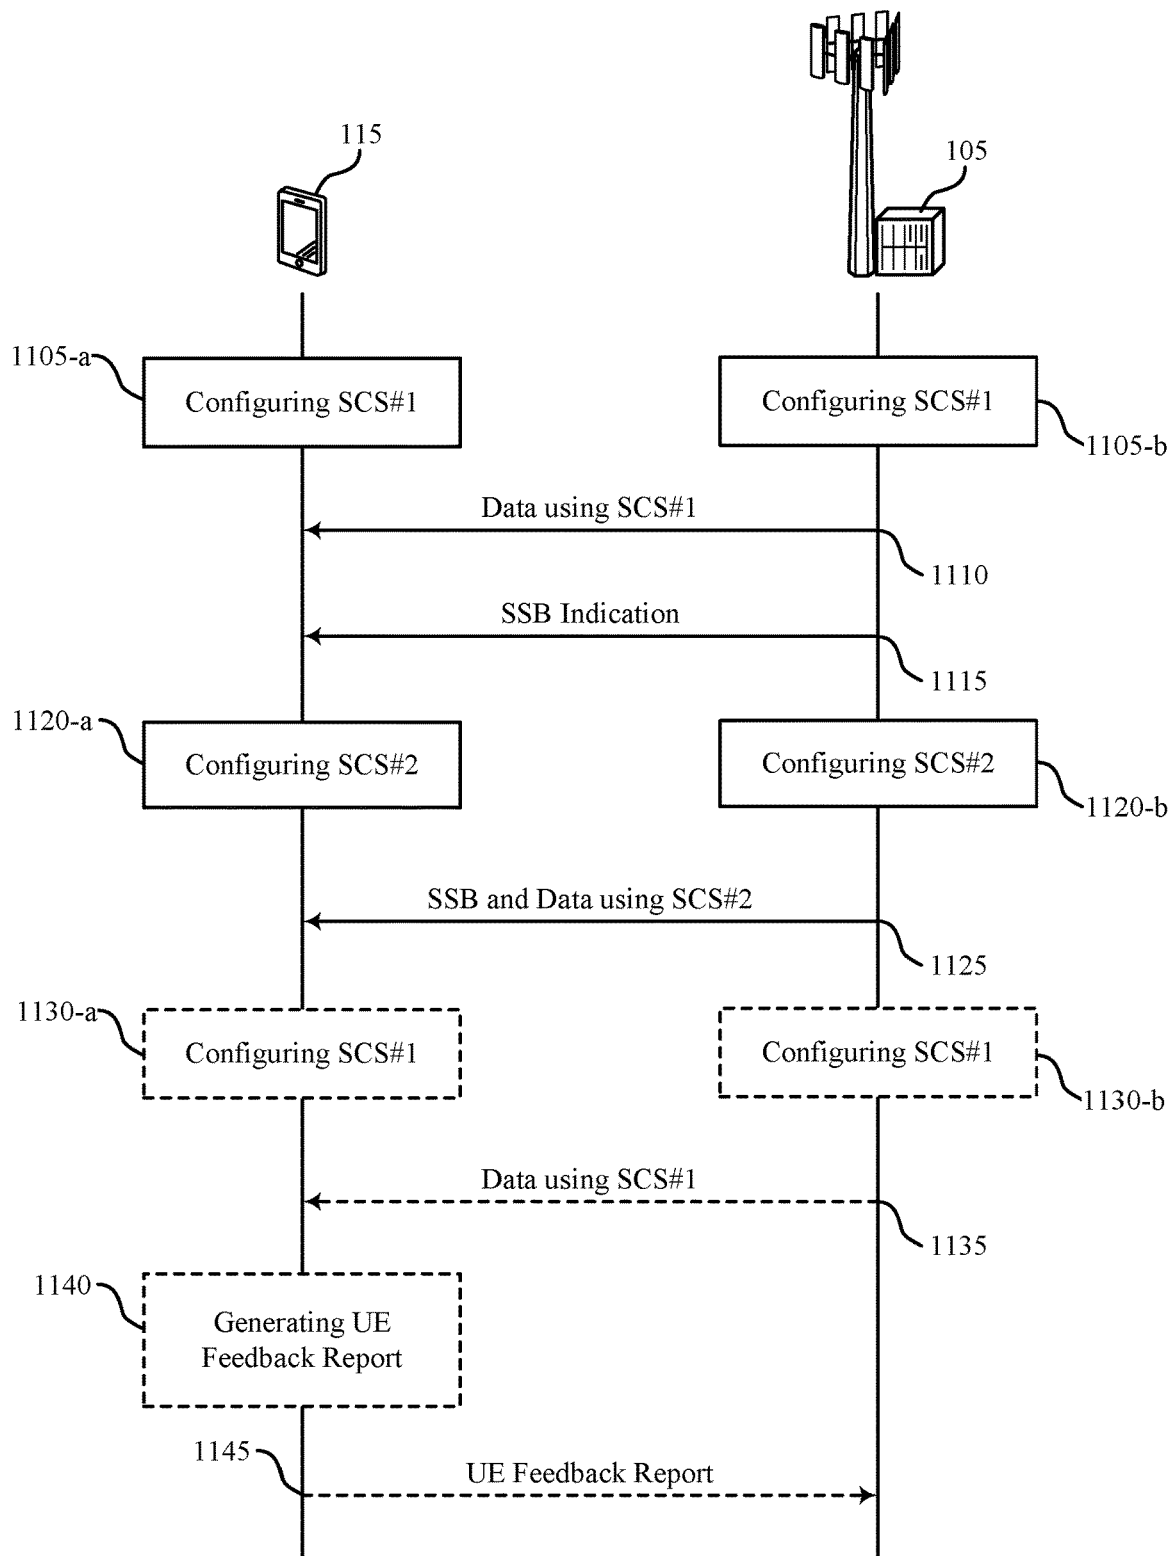 115
105
1105-a
Configuring SCS#1
Configuring SCS#1
1105-b
Data using SCS#1
1110
SSB Indication
1115
1120-a
Configuring SCS#2
Configuring SCS#2
1120-b
SSB and Data using SCS#2
1125
1130-a
Configuring SCS#1
Configuring SCS#1
1130-b
Data using SCS#1
1135
1140
Generating UE
Feedback Report
1145
UE Feedback Report